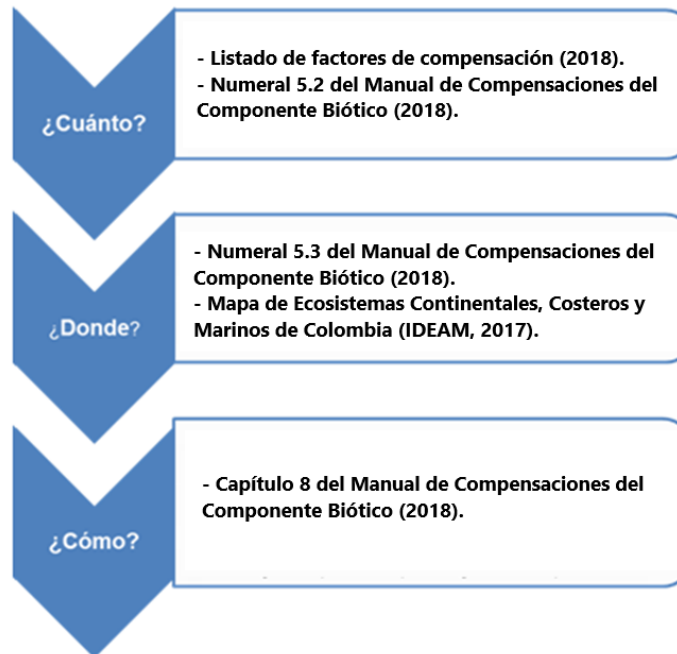 ¿Cuánto?
- Listado de factores de compensación (2018).
- Numeral 5.2 del Manual de Compensaciones del
Componente Biótico (2018).
¿Donde?
- Numeral 5.3 del Manual de Compensaciones del
Componente Biótico (2018).
- Mapa de Ecosistemas Continentales, Costeros y
Marinos de Colombia (IDEAM, 2017).
¿Cómo?
- Capítulo 8 del Manual de Compensaciones del
Componente Biótico (2018).